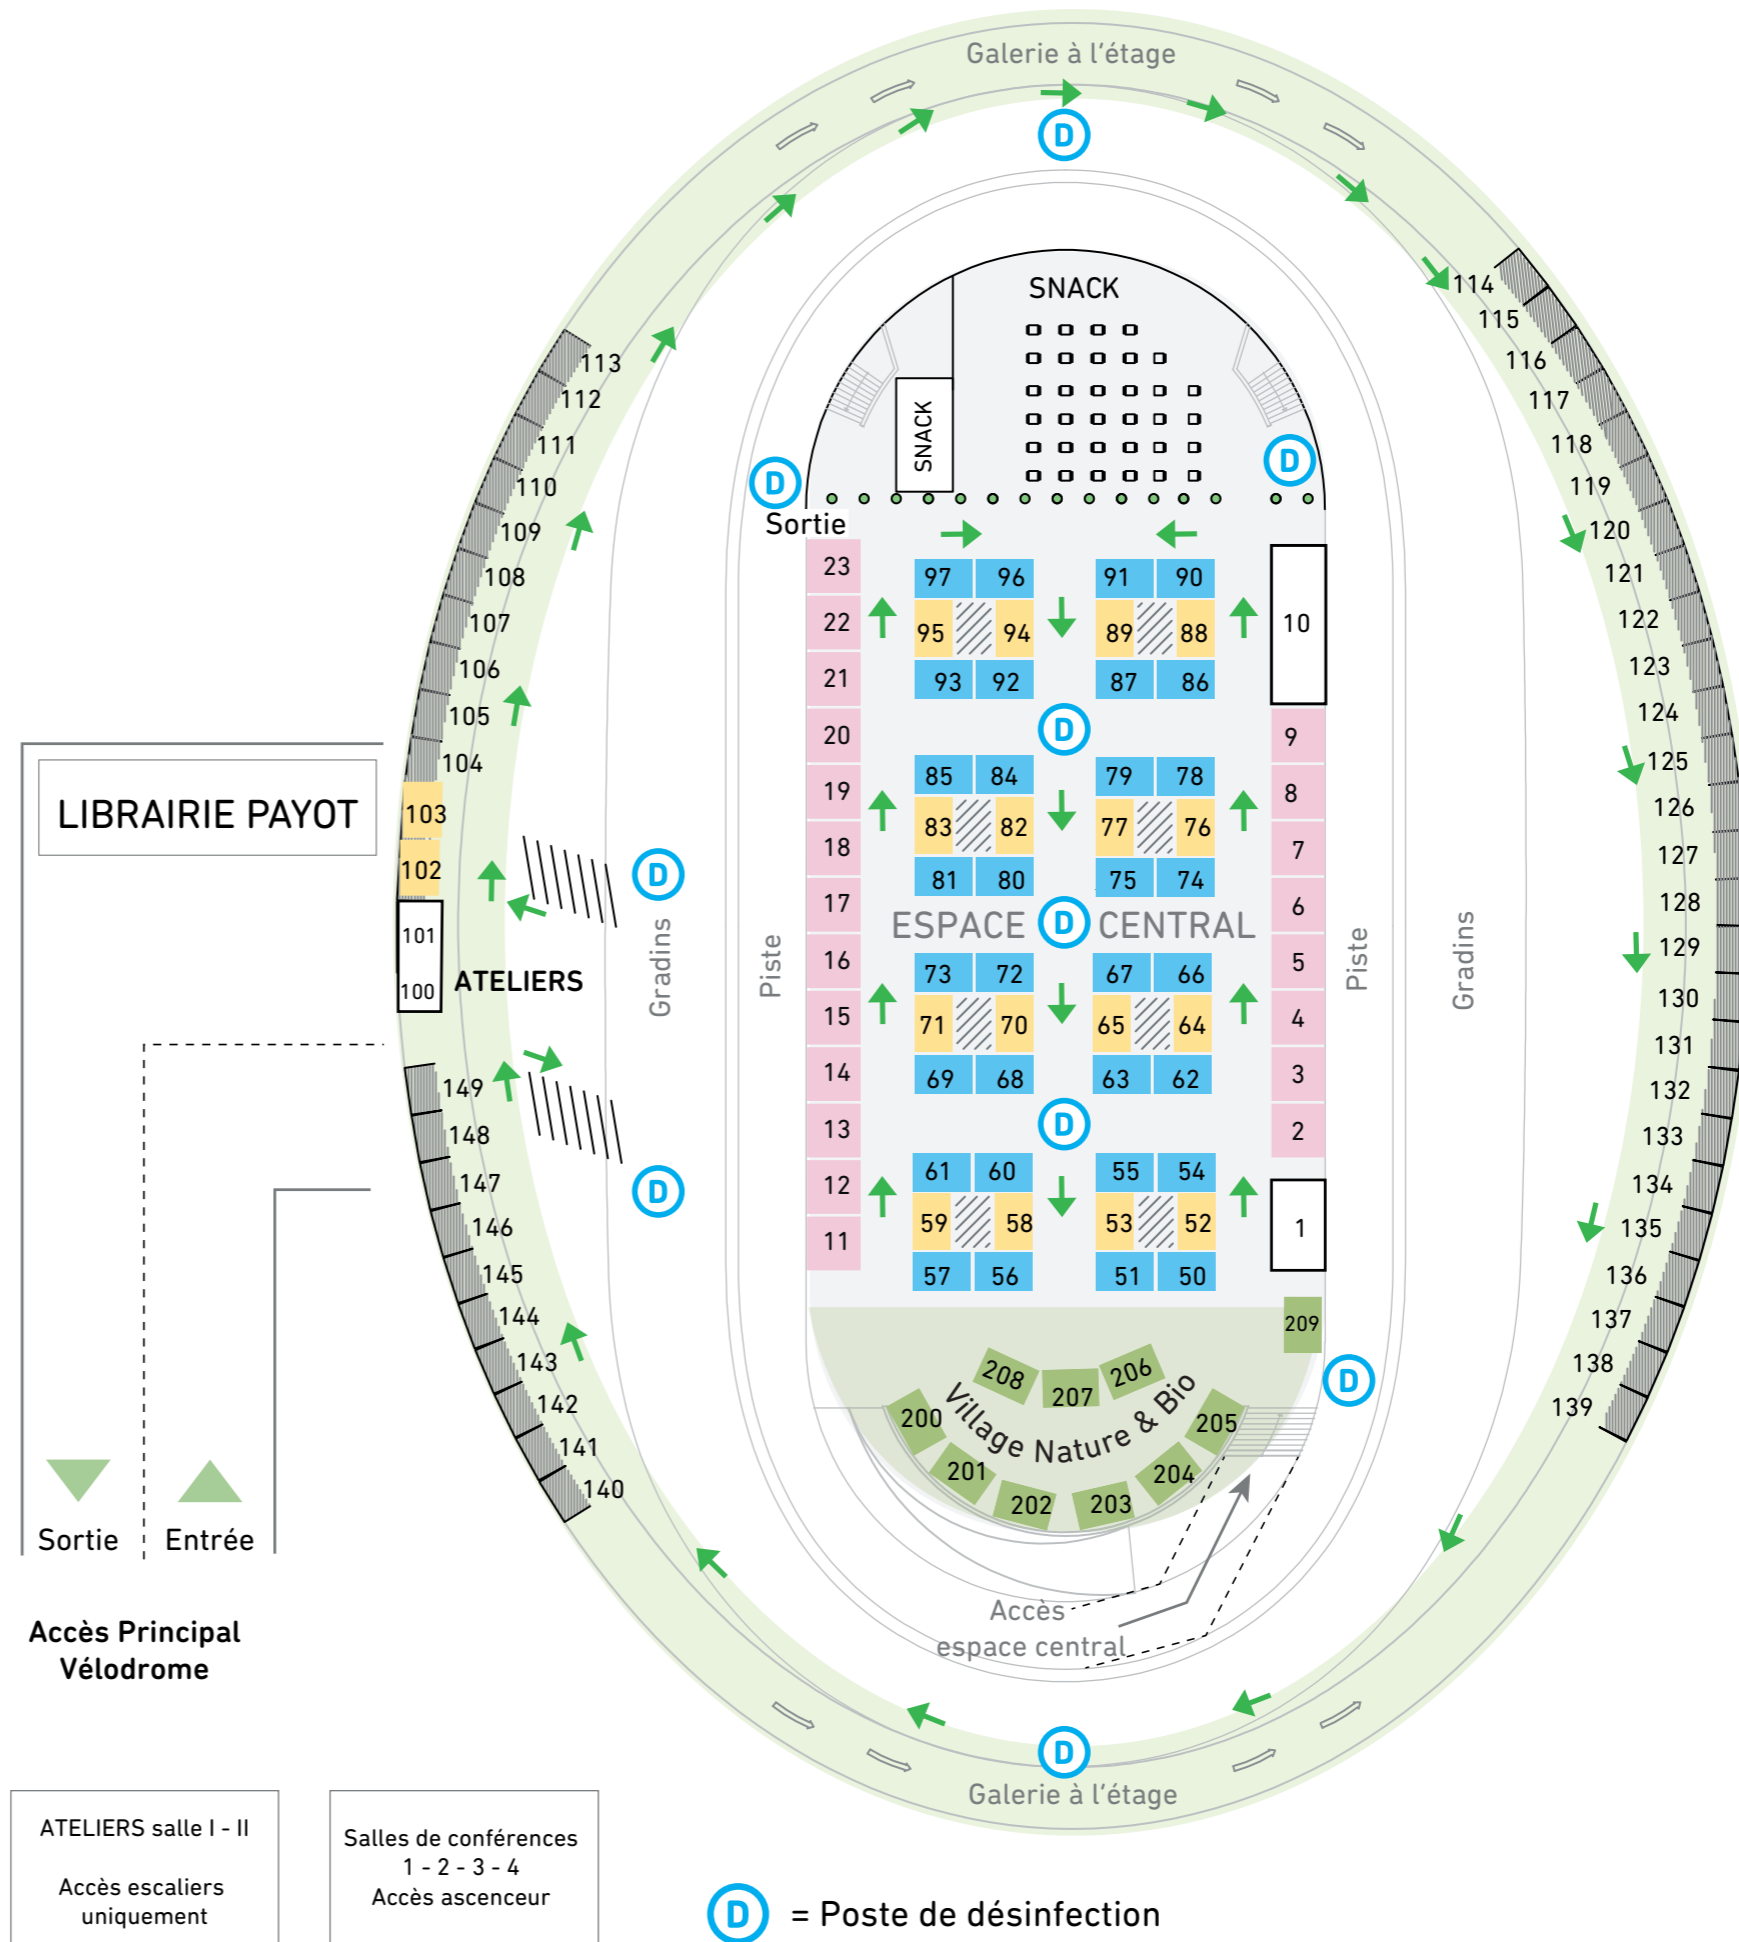 Galerie à l'étage
D
SNACK
SNACK
D
D
Sortie
113
112
111
110
109
108
107
106
105
104
103
102
101
100
ATELIERS
149
148
147
146
145
144
143
142
141
140
114
115
116
117
118
119
120
121
122
123
124
125
126
127
128
129
130
131
132
133
134
135
136
137
138
139
LIBRAIRIE PAYOT
D
D
Gradins
Piste
23
22
21
20
19
18
17
16
15
14
13
12
11
97 96 91 90
95 94 89 88
93 92 87 86
D
85 84 79 78
83 82 77 76
81 80 75 74
ESPACE D CENTRAL
73 72 67 66
71 70 65 64
69 68 63 62
D
61 60 55 54
59 58 53 52
57 56 51 50
10
9
8
7
6
5
4
3
2
1
Piste
Gradins
209
D
208 207 206
Village Nature & Bio
200 201 202 203 204 205
Accès
espace central
Sortie Entrée
Accès Principal
Vélodrome
D
Galerie à l'étage
ATELIERS salle I - II
Accès escaliers
uniquement
Salles de conférences
1 - 2 - 3 - 4
Accès ascenceur
D = Poste de désinfection